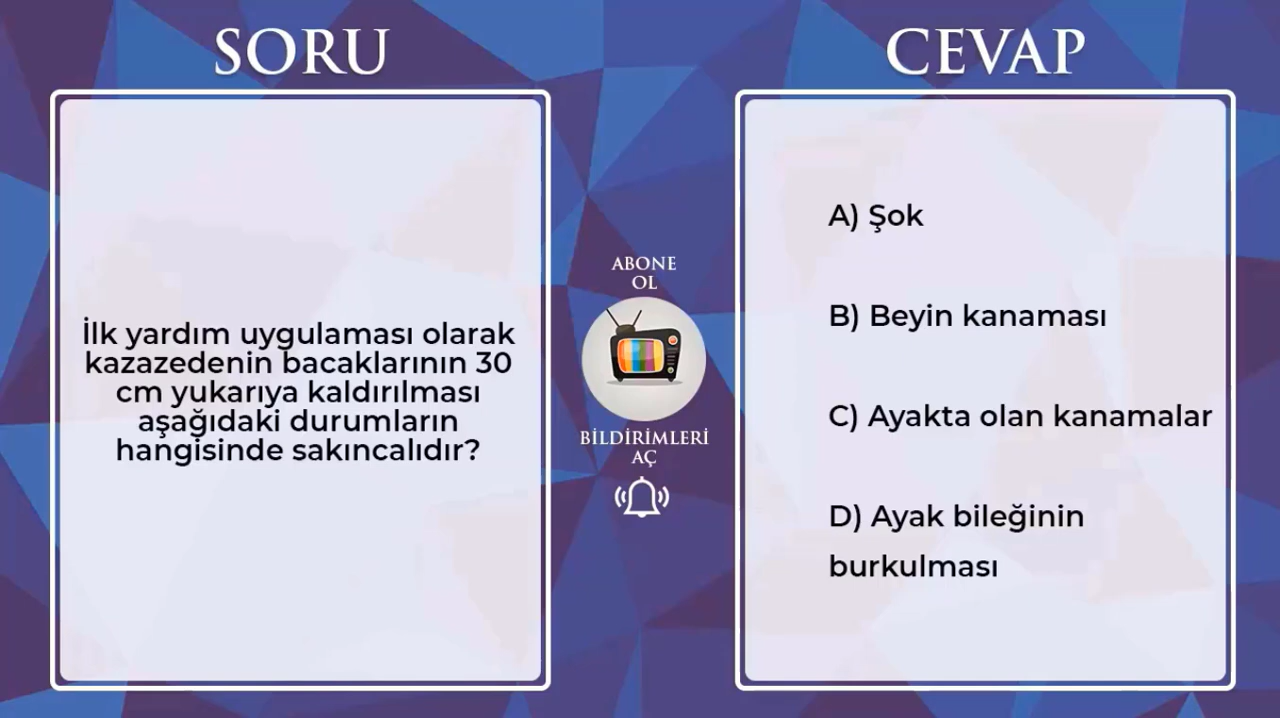 SORU
İlk yardım uygulaması olarak
kazazedenin bacaklarının 30
cm yukarıya kaldırılması
aşağıdaki durumların
hangisinde sakıncalıdır?
ABONE
OL
BİLDİRİMLERİ
AÇ
CEVAP
A) Şok
B) Beyin kanaması
C) Ayakta olan kanamalar
D) Ayak bileğinin
burkulması